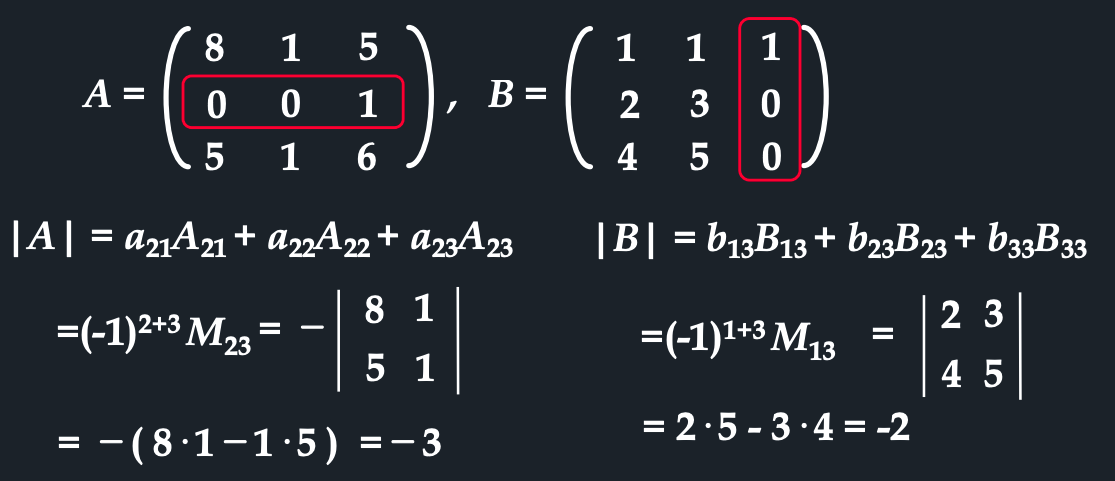 A = ( 8 1 5
0 0 1
5 1 6 ) , B = ( 1 1 1
2 3 0
4 5 0 )
|A| = a₂₁A₂₁ + a₂₂A₂₂ + a₂₃A₂₃
=(-1)²⁺³ M₂₃ = − | 8 1
5 1 |
= −( 8 · 1 − 1 · 5 ) = − 3
|B| = b₁₃B₁₃ + b₂₃B₂₃ + b₃₃B₃₃
=(-1)¹⁺³ M₁₃ = | 2 3
4 5 |
= 2 · 5 - 3 · 4 = -2